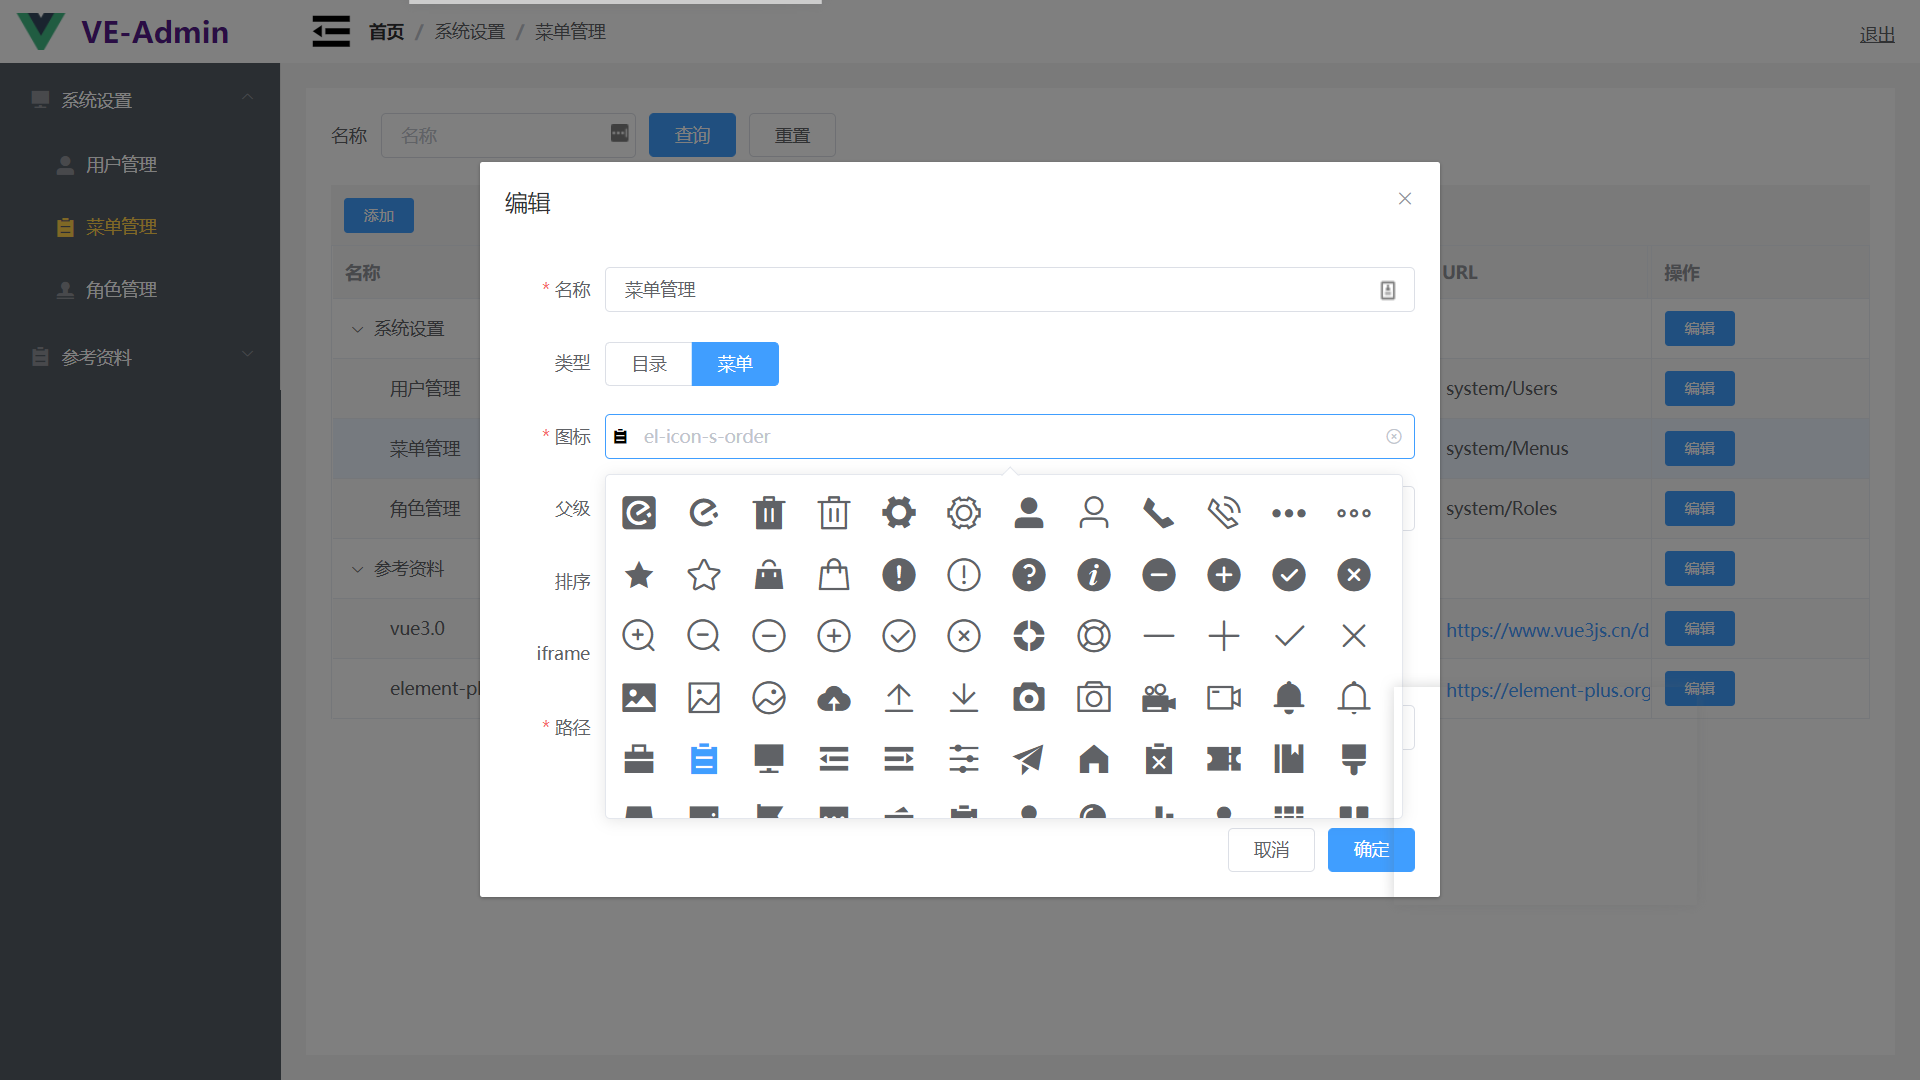 VE-Admin
首页 / 系统设置 / 菜单管理
退出
系统设置
用户管理
菜单管理
角色管理
参考资料
名称 名称 查询 重置
添加
名称 URL 操作
系统设置 编辑
用户管理 system/Users 编辑
菜单管理 system/Menus 编辑
角色管理 system/Roles 编辑
参考资料 编辑
vue3.0 https://www.vue3js.cn/d 编辑
element-pl https://element-plus.org 编辑
编辑
* 名称 菜单管理
类型 目录 菜单
* 图标 el-icon-s-order
父级
排序
iframe
* 路径
取消 确定